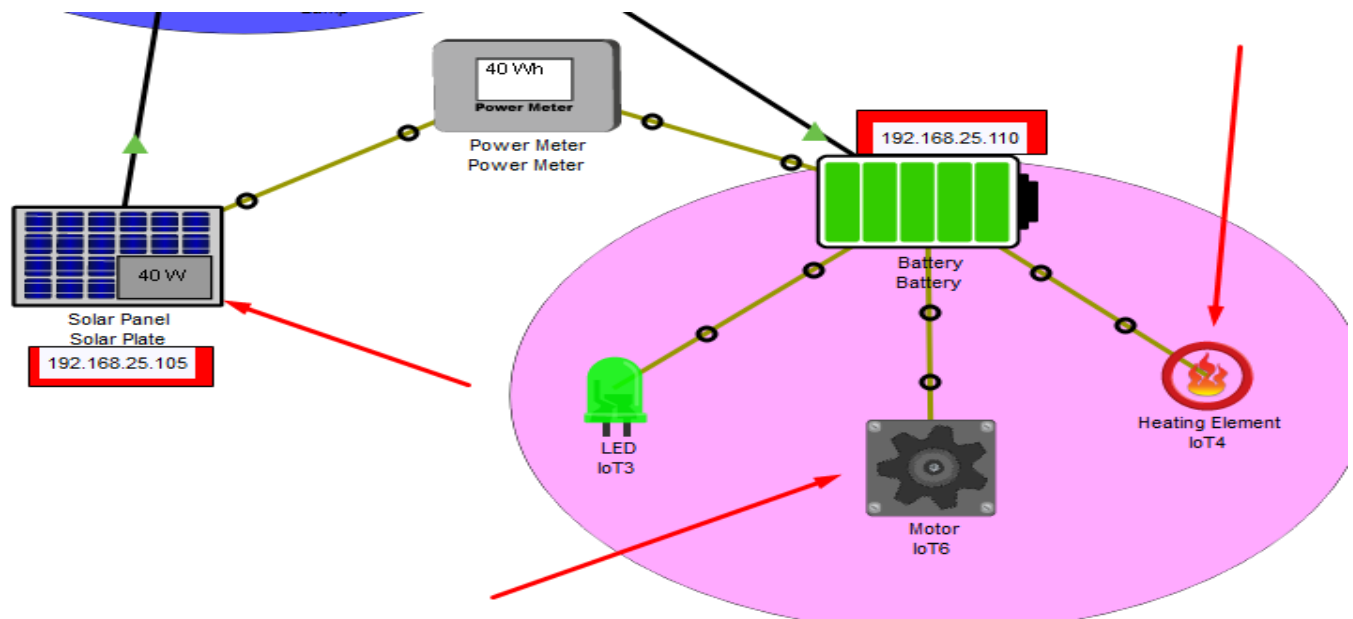 Lamp
40 Wh
Power Meter
Power Meter
Power Meter
192.168.25.110
40 W
Battery
Battery
Solar Panel
Solar Plate
192.168.25.105
LED
IoT3
Motor
IoT6
Heating Element
IoT4